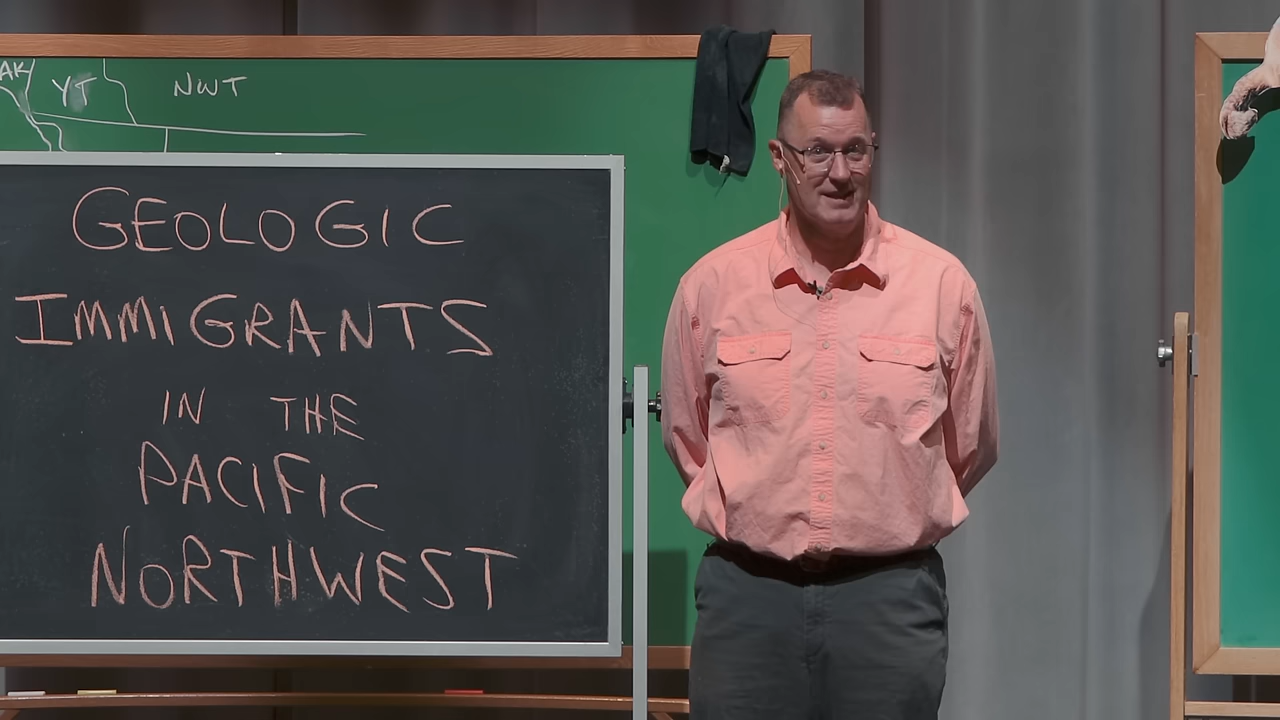 AK YT NWT
GEOLOGIC
IMMIGRANTS
IN THE
PACIFIC
NORTHWEST